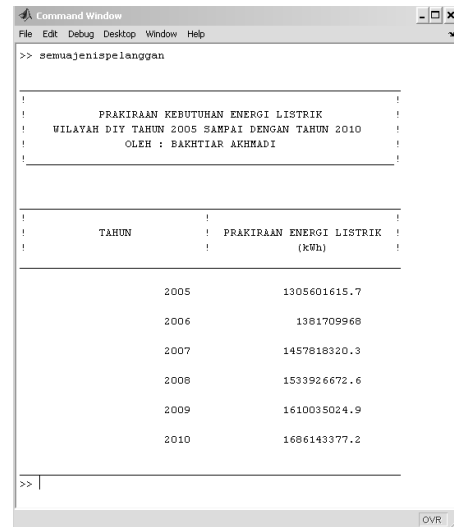 Command Window
File Edit Debug Desktop Window Help
>> semuajenispelanggan
! !
! PRAKIRAAN KEBUTUHAN ENERGI LISTRIK !
! WILAYAH DIY TAHUN 2005 SAMPAI DENGAN TAHUN 2010 !
! OLEH : BAKHTIAR AKHMADI !
! !
! ! !
! TAHUN ! PRAKIRAAN ENERGI LISTRIK !
! ! (kWh) !
2005 1305601615.7
2006 1381709968
2007 1457818320.3
2008 1533926672.6
2009 1610035024.9
2010 1686143377.2
>>
OVR